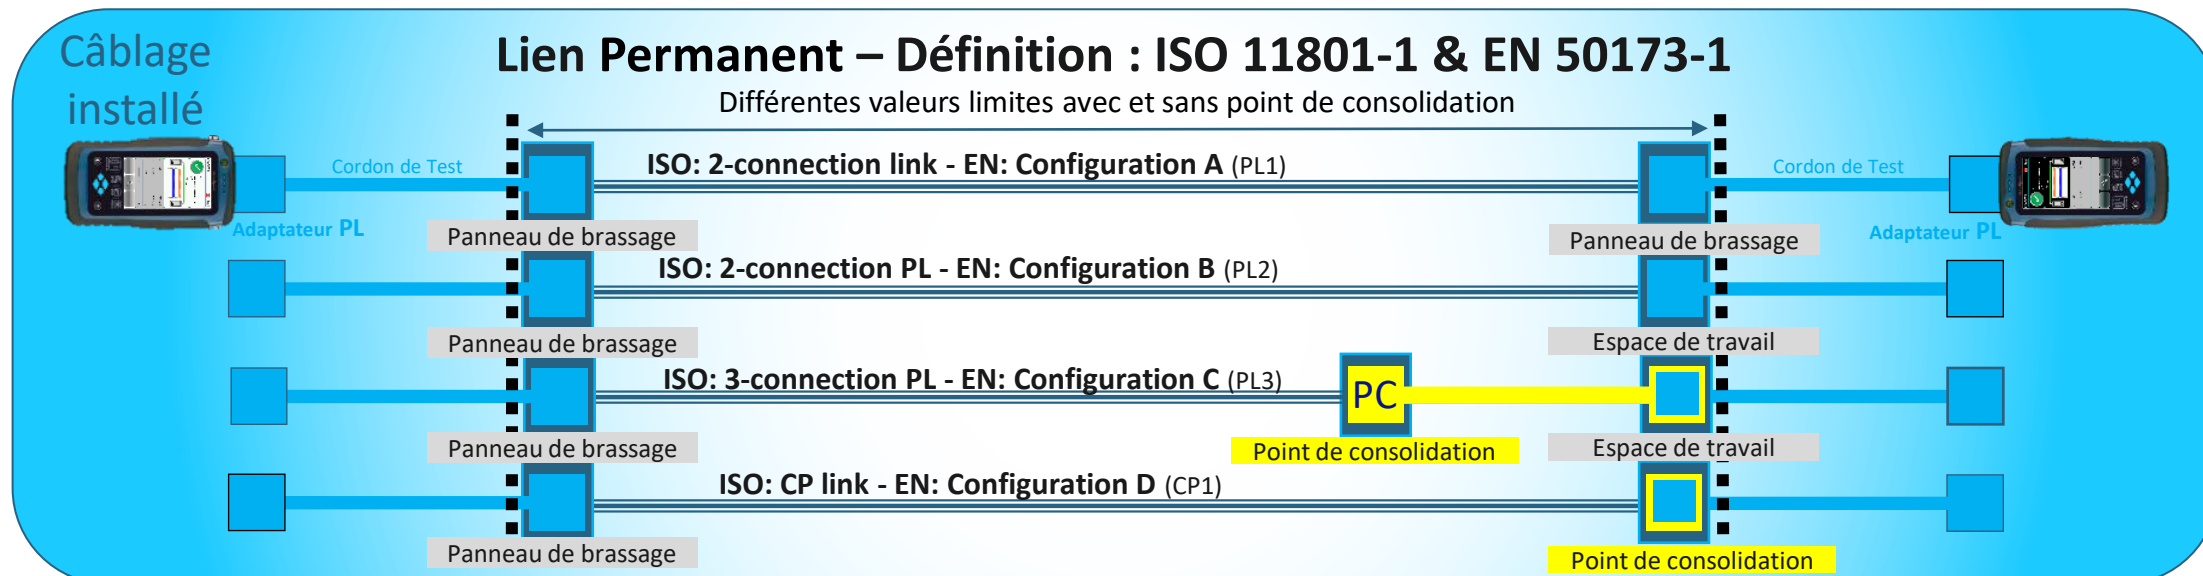 Câblage
installé
Lien Permanent – Définition : ISO 11801-1 & EN 50173-1
Différentes valeurs limites avec et sans point de consolidation
Cordon de Test
ISO: 2-connection link - EN: Configuration A (PL1)
Cordon de Test
Adaptateur PL
Panneau de brassage
Panneau de brassage
Adaptateur PL
ISO: 2-connection PL - EN: Configuration B (PL2)
Panneau de brassage
Espace de travail
ISO: 3-connection PL - EN: Configuration C (PL3)
PC
Panneau de brassage
Point de consolidation
Espace de travail
ISO: CP link - EN: Configuration D (CP1)
Panneau de brassage
Point de consolidation